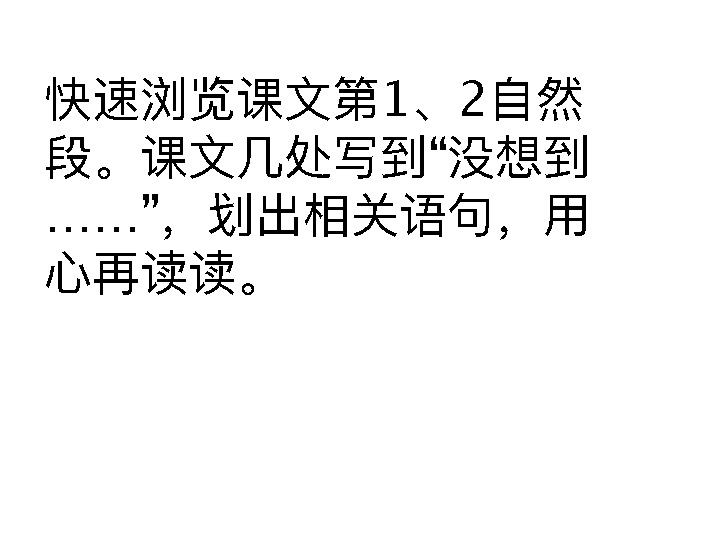 快速浏览课文第1、2自然
段。课文几处写到“没想到
……”，划出相关语句，用
心再读读。